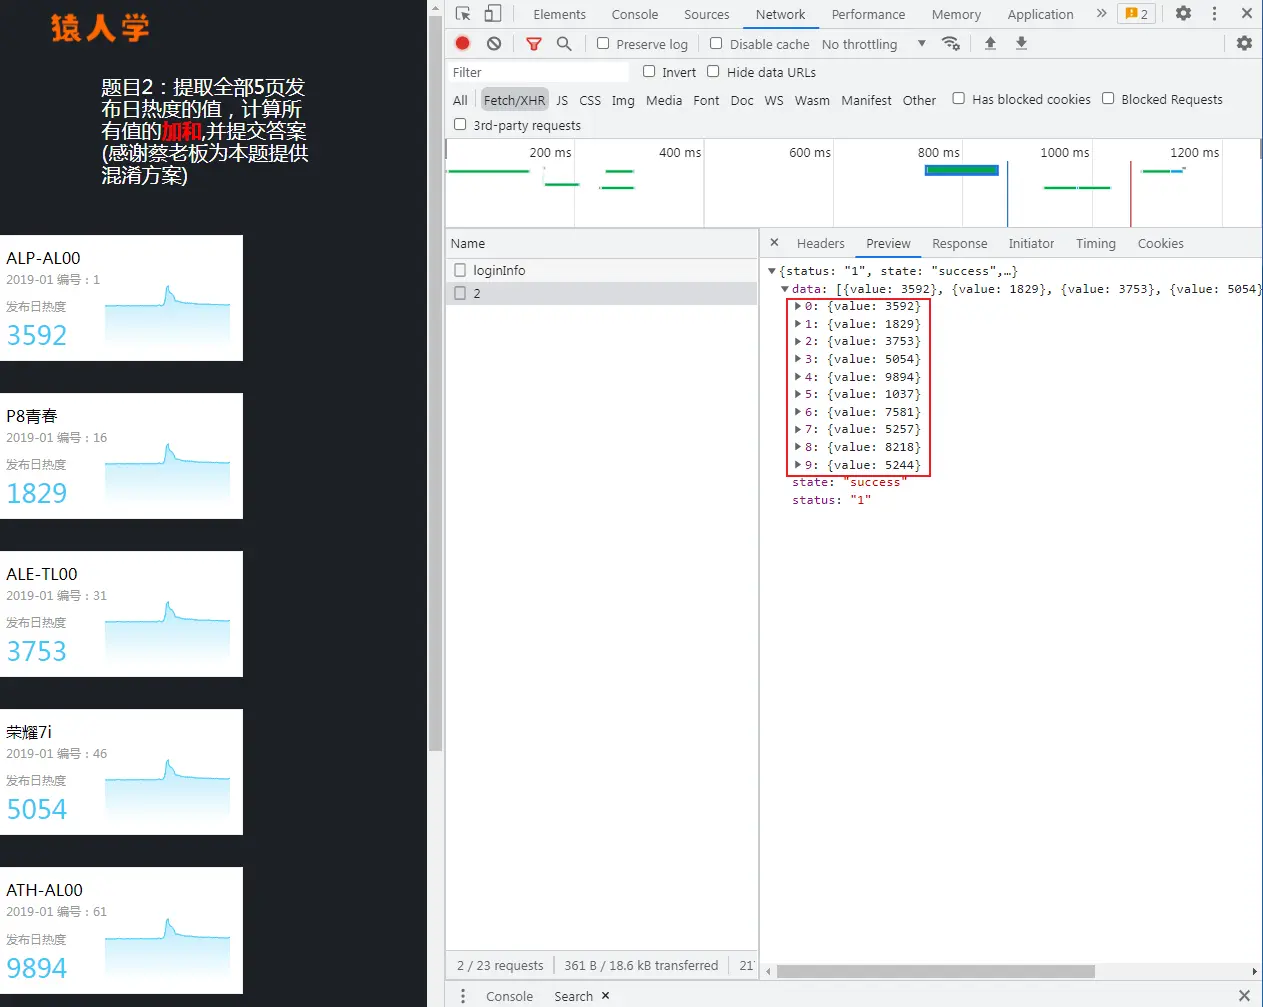 猿人学
题目2：提取全部5页发
布日热度的值，计算所
有值的加和,并提交答案
(感谢蔡老板为本题提供
混淆方案)
ALP-AL00
2019-01 编号：1
发布日热度
3592
P8青春
2019-01 编号：16
发布日热度
1829
ALE-TL00
2019-01 编号：31
发布日热度
3753
荣耀7i
2019-01 编号：46
发布日热度
5054
ATH-AL00
2019-01 编号：61
发布日热度
9894
Elements Console Sources Network Performance Memory Application 2
Preserve log Disable cache No throttling
Filter Invert Hide data URLs
All Fetch/XHR JS CSS Img Media Font Doc WS Wasm Manifest Other Has blocked cookies Blocked Requests
3rd-party requests
200 ms 400 ms 600 ms 800 ms 1000 ms 1200 ms
Name
loginInfo
2
Headers Preview Response Initiator Timing Cookies
{status: "1", state: "success",…}
data: [{value: 3592}, {value: 1829}, {value: 3753}, {value: 5054}
0: {value: 3592}
1: {value: 1829}
2: {value: 3753}
3: {value: 5054}
4: {value: 9894}
5: {value: 1037}
6: {value: 7581}
7: {value: 5257}
8: {value: 8218}
9: {value: 5244}
state: "success"
status: "1"
2 / 23 requests 361 B / 18.6 kB transferred 21
Console Search